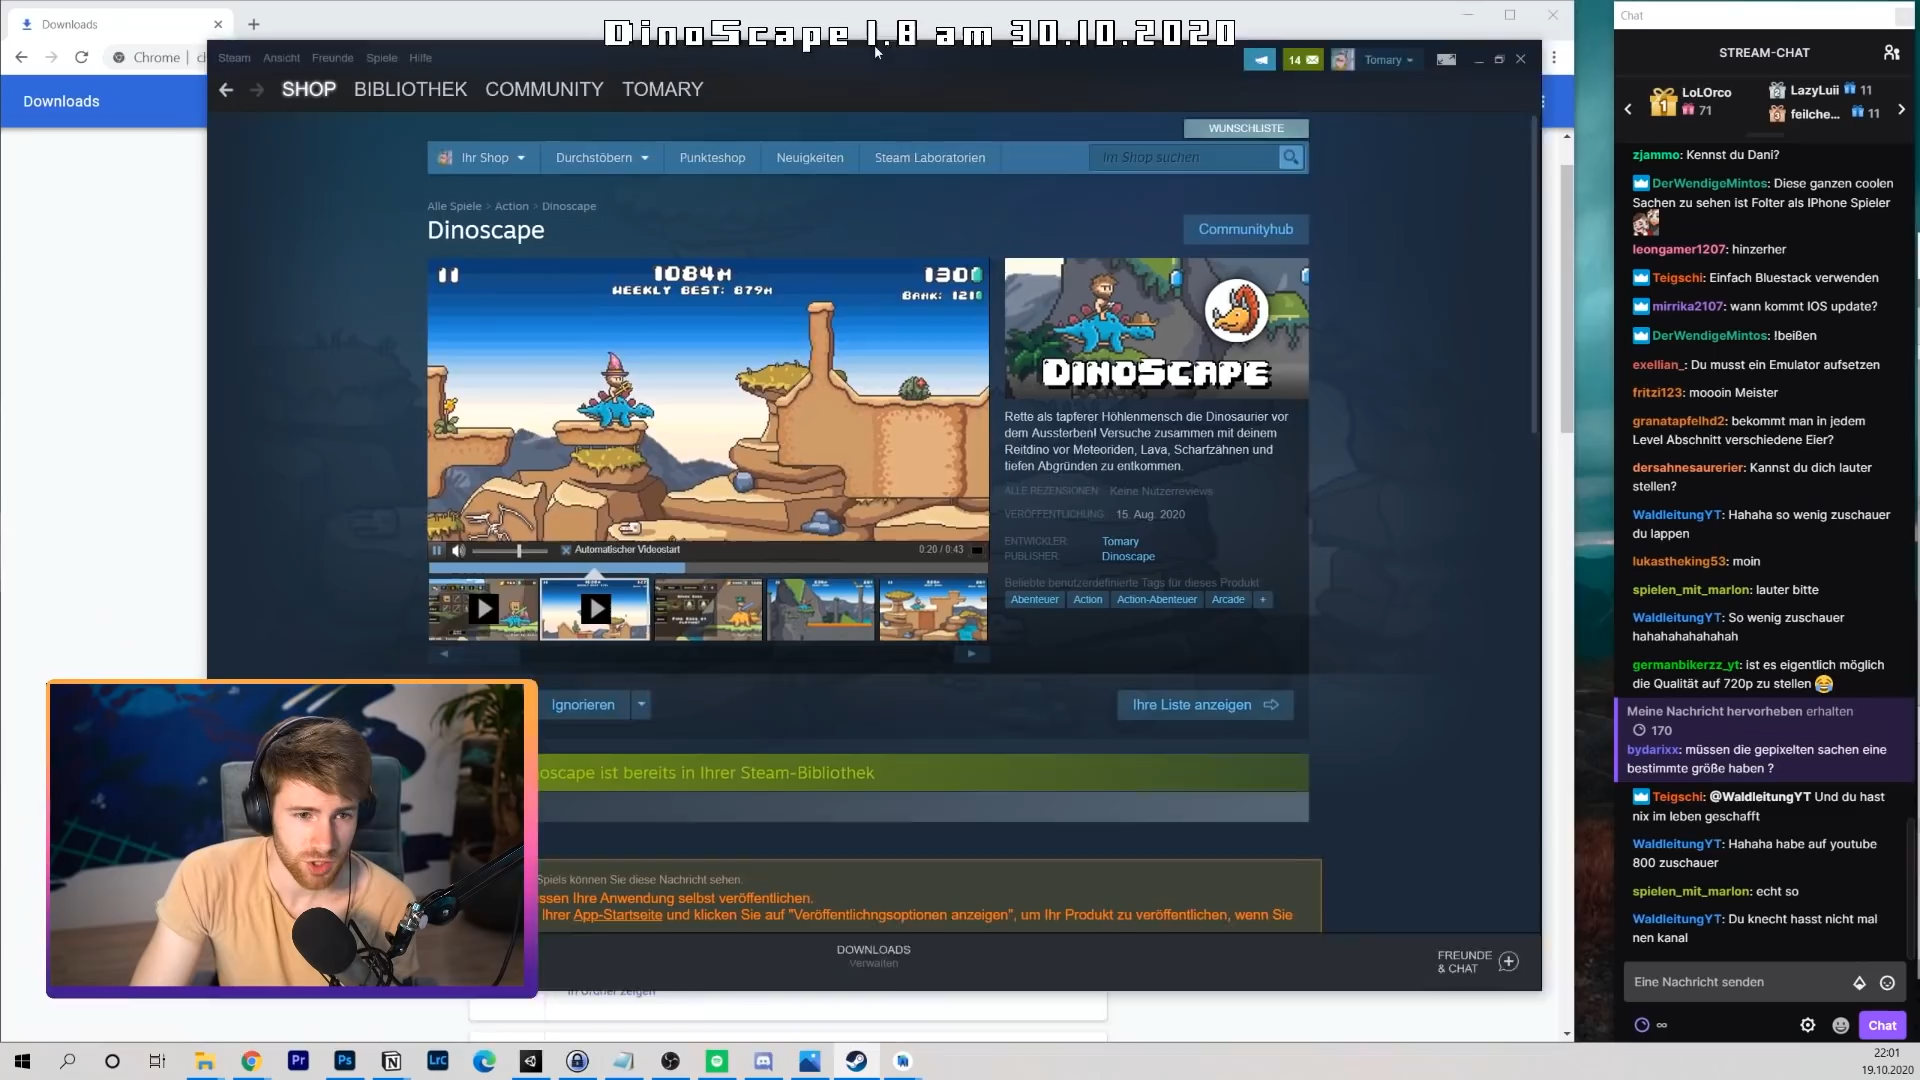 Downloads
DinoScape 1.8 am 30.10.2020
Chrome
Steam Ansicht Freunde Spiele Hilfe
14
Tomary
SHOP BIBLIOTHEK COMMUNITY TOMARY
Downloads
WUNSCHLISTE
Ihr Shop Durchstöbern Punkteshop Neuigkeiten Steam Laboratorien
Im Shop suchen
Alle Spiele > Action > Dinoscape
Dinoscape
Communityhub
1084M
WEEKLY BEST: 879M
130
BANK: 1210
DINOSCAPE
Rette als tapferer Höhlenmensch die Dinosaurier vor
dem Aussterben! Versuche zusammen mit deinem
Reitdino vor Meteoriden, Lava, Scharfzähnen und
tiefen Abgründen zu entkommen.
ALLE REZENSIONEN: Keine Nutzerreviews
VERÖFFENTLICHUNG: 15. Aug. 2020
ENTWICKLER: Tomary
PUBLISHER: Dinoscape
Beliebte benutzerdefinierte Tags für dieses Produkt
Abenteuer Action Action-Abenteuer Arcade +
Automatischer Videostart
0:20 / 0:43
Ignorieren
Ihre Liste anzeigen
oscape ist bereits in Ihrer Steam-Bibliothek
Spiels können Sie diese Nachricht sehen.
ssen Ihre Anwendung selbst veröffentlichen.
Ihrer App-Startseite und klicken Sie auf "Veröffentlichngsoptionen anzeigen", um Ihr Produkt zu veröffentlichen, wenn Sie
DOWNLOADS
Verwalten
FREUNDE
& CHAT
In Ordner zeigen
Chat
STREAM-CHAT
1 LoLOrco 71
2 LazyLuii 11
3 feilche... 11
zjammo: Kennst du Dani?
DerWendigeMintos: Diese ganzen coolen
Sachen zu sehen ist Folter als IPhone Spieler
leongamer1207: hinzerher
Teigschi: Einfach Bluestack verwenden
mirrika2107: wann kommt IOS update?
DerWendigeMintos: !beißen
exellian_: Du musst ein Emulator aufsetzen
fritzi123: moooin Meister
granatapfelhd2: bekommt man in jedem
Level Abschnitt verschiedene Eier?
dersahnesaurerier: Kannst du dich lauter
stellen?
WaldleitungYT: Hahaha so wenig zuschauer
du lappen
lukastheking53: moin
spielen_mit_marlon: lauter bitte
WaldleitungYT: So wenig zuschauer
hahahahahahahah
germanbikerzz_yt: ist es eigentlich möglich
die Qualität auf 720p zu stellen 😂
Meine Nachricht hervorheben erhalten
170
bydarixx: müssen die gepixelten sachen eine
bestimmte größe haben ?
Teigschi: @WaldleitungYT Und du hast
nix im leben geschafft
WaldleitungYT: Hahaha habe auf youtube
800 zuschauer
spielen_mit_marlon: echt so
WaldleitungYT: Du knecht hasst nicht mal
nen kanal
Eine Nachricht senden
∞
Chat
Pr
Ps
LrC
22:01
19.10.2020